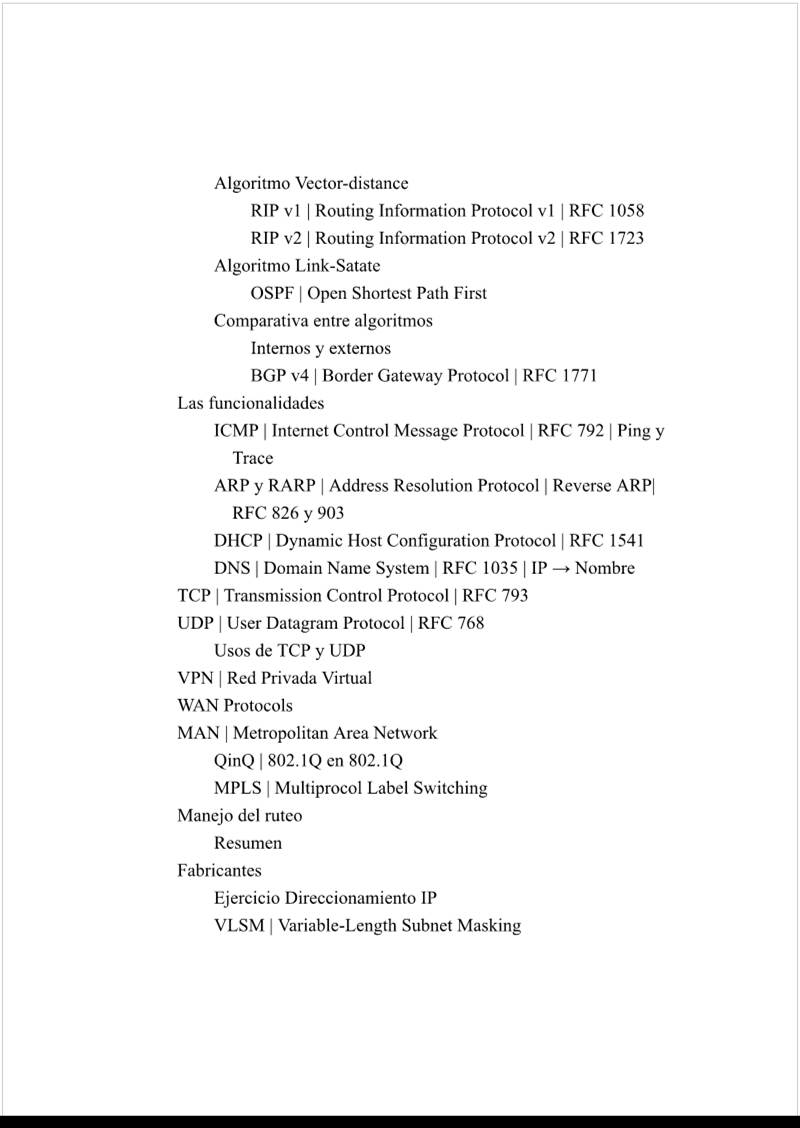 Algoritmo Vector-distance
RIP v1 | Routing Information Protocol v1 | RFC 1058
RIP v2 | Routing Information Protocol v2 | RFC 1723
Algoritmo Link-Satate
OSPF | Open Shortest Path First
Comparativa entre algoritmos
Internos y externos
BGP v4 | Border Gateway Protocol | RFC 1771
Las funcionalidades
ICMP | Internet Control Message Protocol | RFC 792 | Ping y
Trace
ARP y RARP | Address Resolution Protocol | Reverse ARP|
RFC 826 y 903
DHCP | Dynamic Host Configuration Protocol | RFC 1541
DNS | Domain Name System | RFC 1035 | IP → Nombre
TCP | Transmission Control Protocol | RFC 793
UDP | User Datagram Protocol | RFC 768
Usos de TCP y UDP
VPN | Red Privada Virtual
WAN Protocols
MAN | Metropolitan Area Network
QinQ | 802.1Q en 802.1Q
MPLS | Multiprocol Label Switching
Manejo del ruteo
Resumen
Fabricantes
Ejercicio Direccionamiento IP
VLSM | Variable-Length Subnet Masking